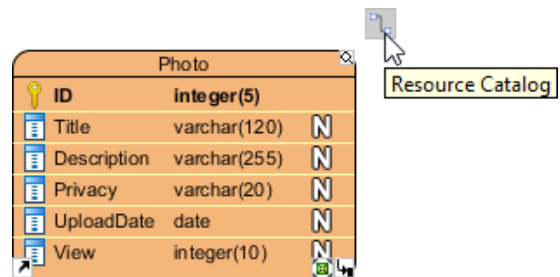 Photo
Resource Catalog
ID integer(5)
Title varchar(120) N
Description varchar(255) N
Privacy varchar(20) N
UploadDate date N
View integer(10) N